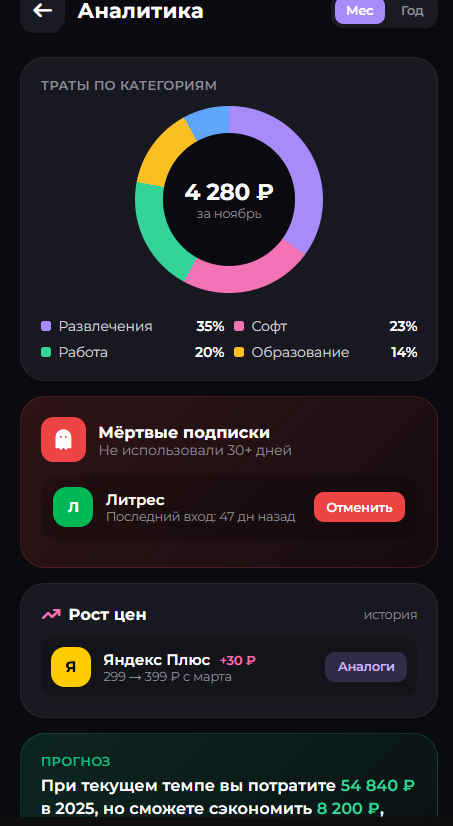 Аналитика
Мес Год
ТРАТЫ ПО КАТЕГОРИЯМ
4 280 ₽
за ноябрь
Развлечения 35% Софт 23%
Работа 20% Образование 14%
Мёртвые подписки
Не использовали 30+ дней
Л
Литрес
Последний вход: 47 дн назад
Отменить
Рост цен
история
Я
Яндекс Плюс +30 ₽
299 → 399 ₽ с марта
Аналоги
ПРОГНОЗ
При текущем темпе вы потратите 54 840 ₽
в 2025, но сможете сэкономить 8 200 ₽,